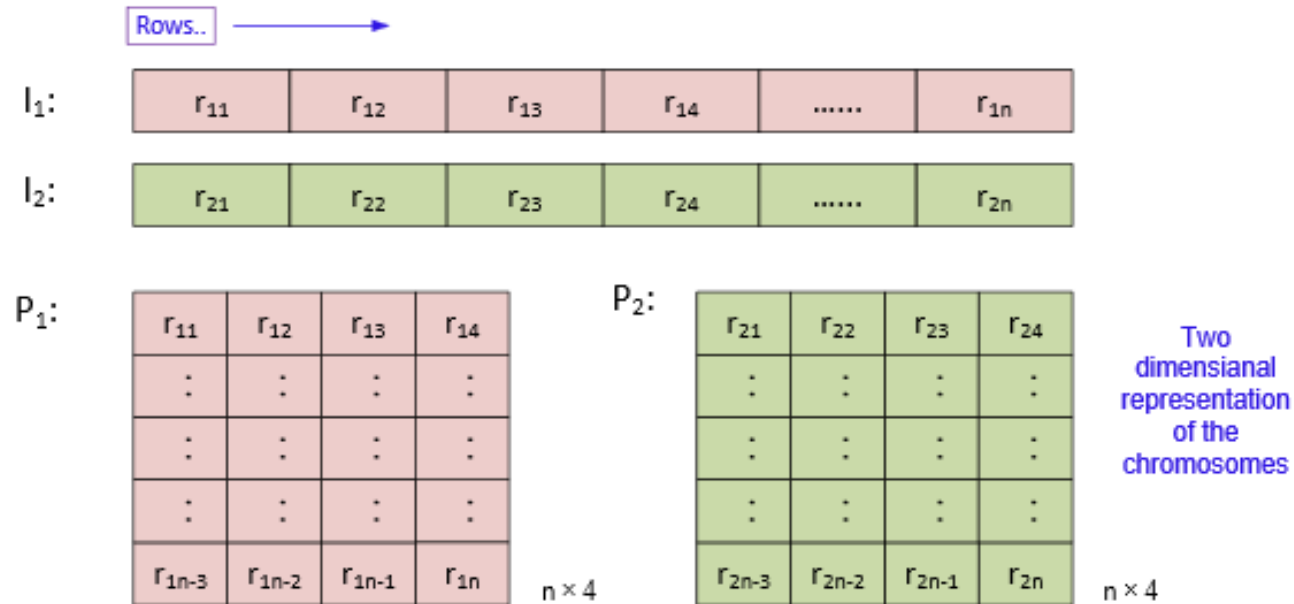 Rows..
I₁: r₁₁ r₁₂ r₁₃ r₁₄ ...... r₁ₙ
I₂: r₂₁ r₂₂ r₂₃ r₂₄ ...... r₂ₙ
P₁: P₂:
r₁₁ r₁₂ r₁₃ r₁₄ r₂₁ r₂₂ r₂₃ r₂₄
: : : : : : : :
: : : : : : : :
: : : : : : : :
r₁ₙ₋₃ r₁ₙ₋₂ r₁ₙ₋₁ r₁ₙ n × 4 r₂ₙ₋₃ r₂ₙ₋₂ r₂ₙ₋₁ r₂ₙ n × 4
Two
dimensianal
representation
of the
chromosomes